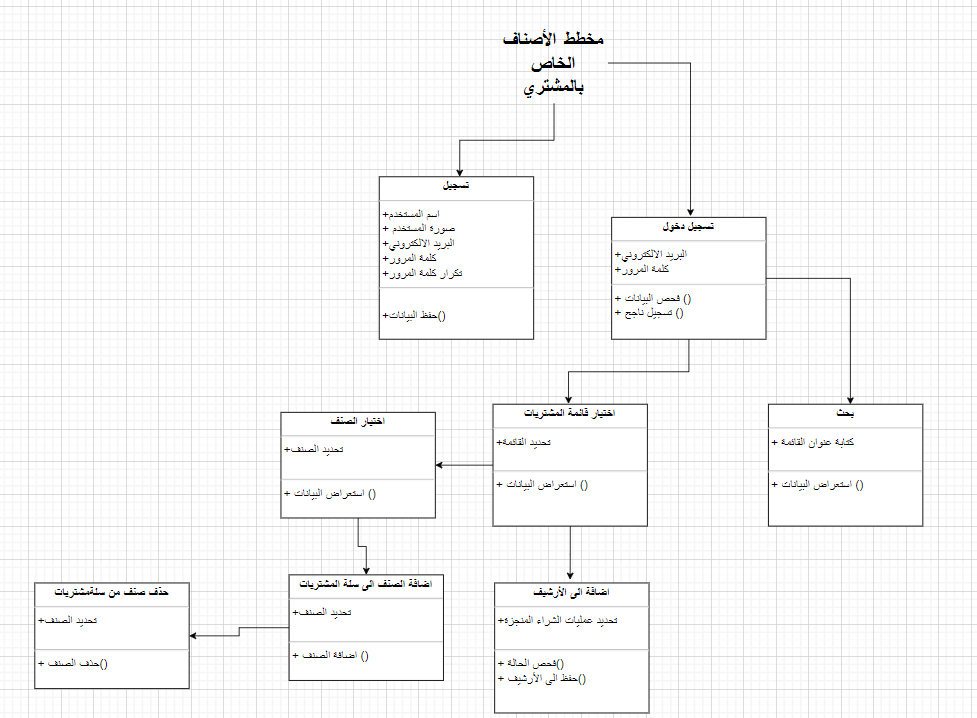 مخطط الأصناف
الخاص
بالمشتري
تسجيل
+اسم المستخدم
+ صورة المستخدم
+البريد الالكتروني
+كلمة المرور
+تكرار كلمة المرور
+حفظ البيانات()
تسجيل دخول
+البريد الالكتروني
+كلمة المرور
+ فحص البيانات ()
+ تسجيل ناجح ()
اختيار الصنف
+تحديد الصنف
+ استعراض البيانات ()
اختيار قائمة المشتريات
+تحديد القائمة
+ استعراض البيانات ()
بحث
+ كتابة عنوان القائمة
+ استعراض البيانات ()
حذف صنف من سلةمشتريات
+تحديد الصنف
+ حذف الصنف()
اضافة الصنف الى سلة المشتريات
+تحديد الصنف
+ اضافة الصنف ()
اضافة الى الأرشيف
+تحديد عمليات الشراء المنجزة
+ فحص الحالة()
+ حفظ الى الأرشيف()